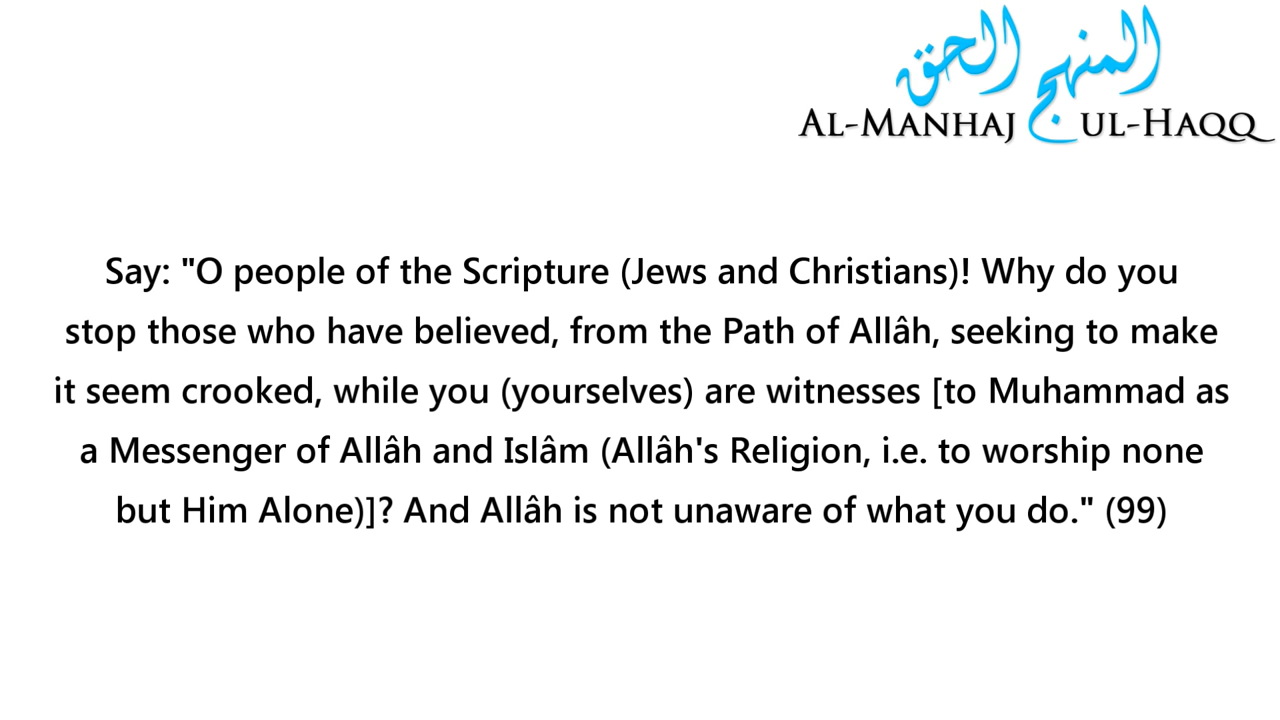 المنهج الحق
AL-MANHAJ UL-HAQQ
Say: "O people of the Scripture (Jews and Christians)! Why do you
stop those who have believed, from the Path of Allâh, seeking to make
it seem crooked, while you (yourselves) are witnesses [to Muhammad as
a Messenger of Allâh and Islâm (Allâh's Religion, i.e. to worship none
but Him Alone)]? And Allâh is not unaware of what you do." (99)